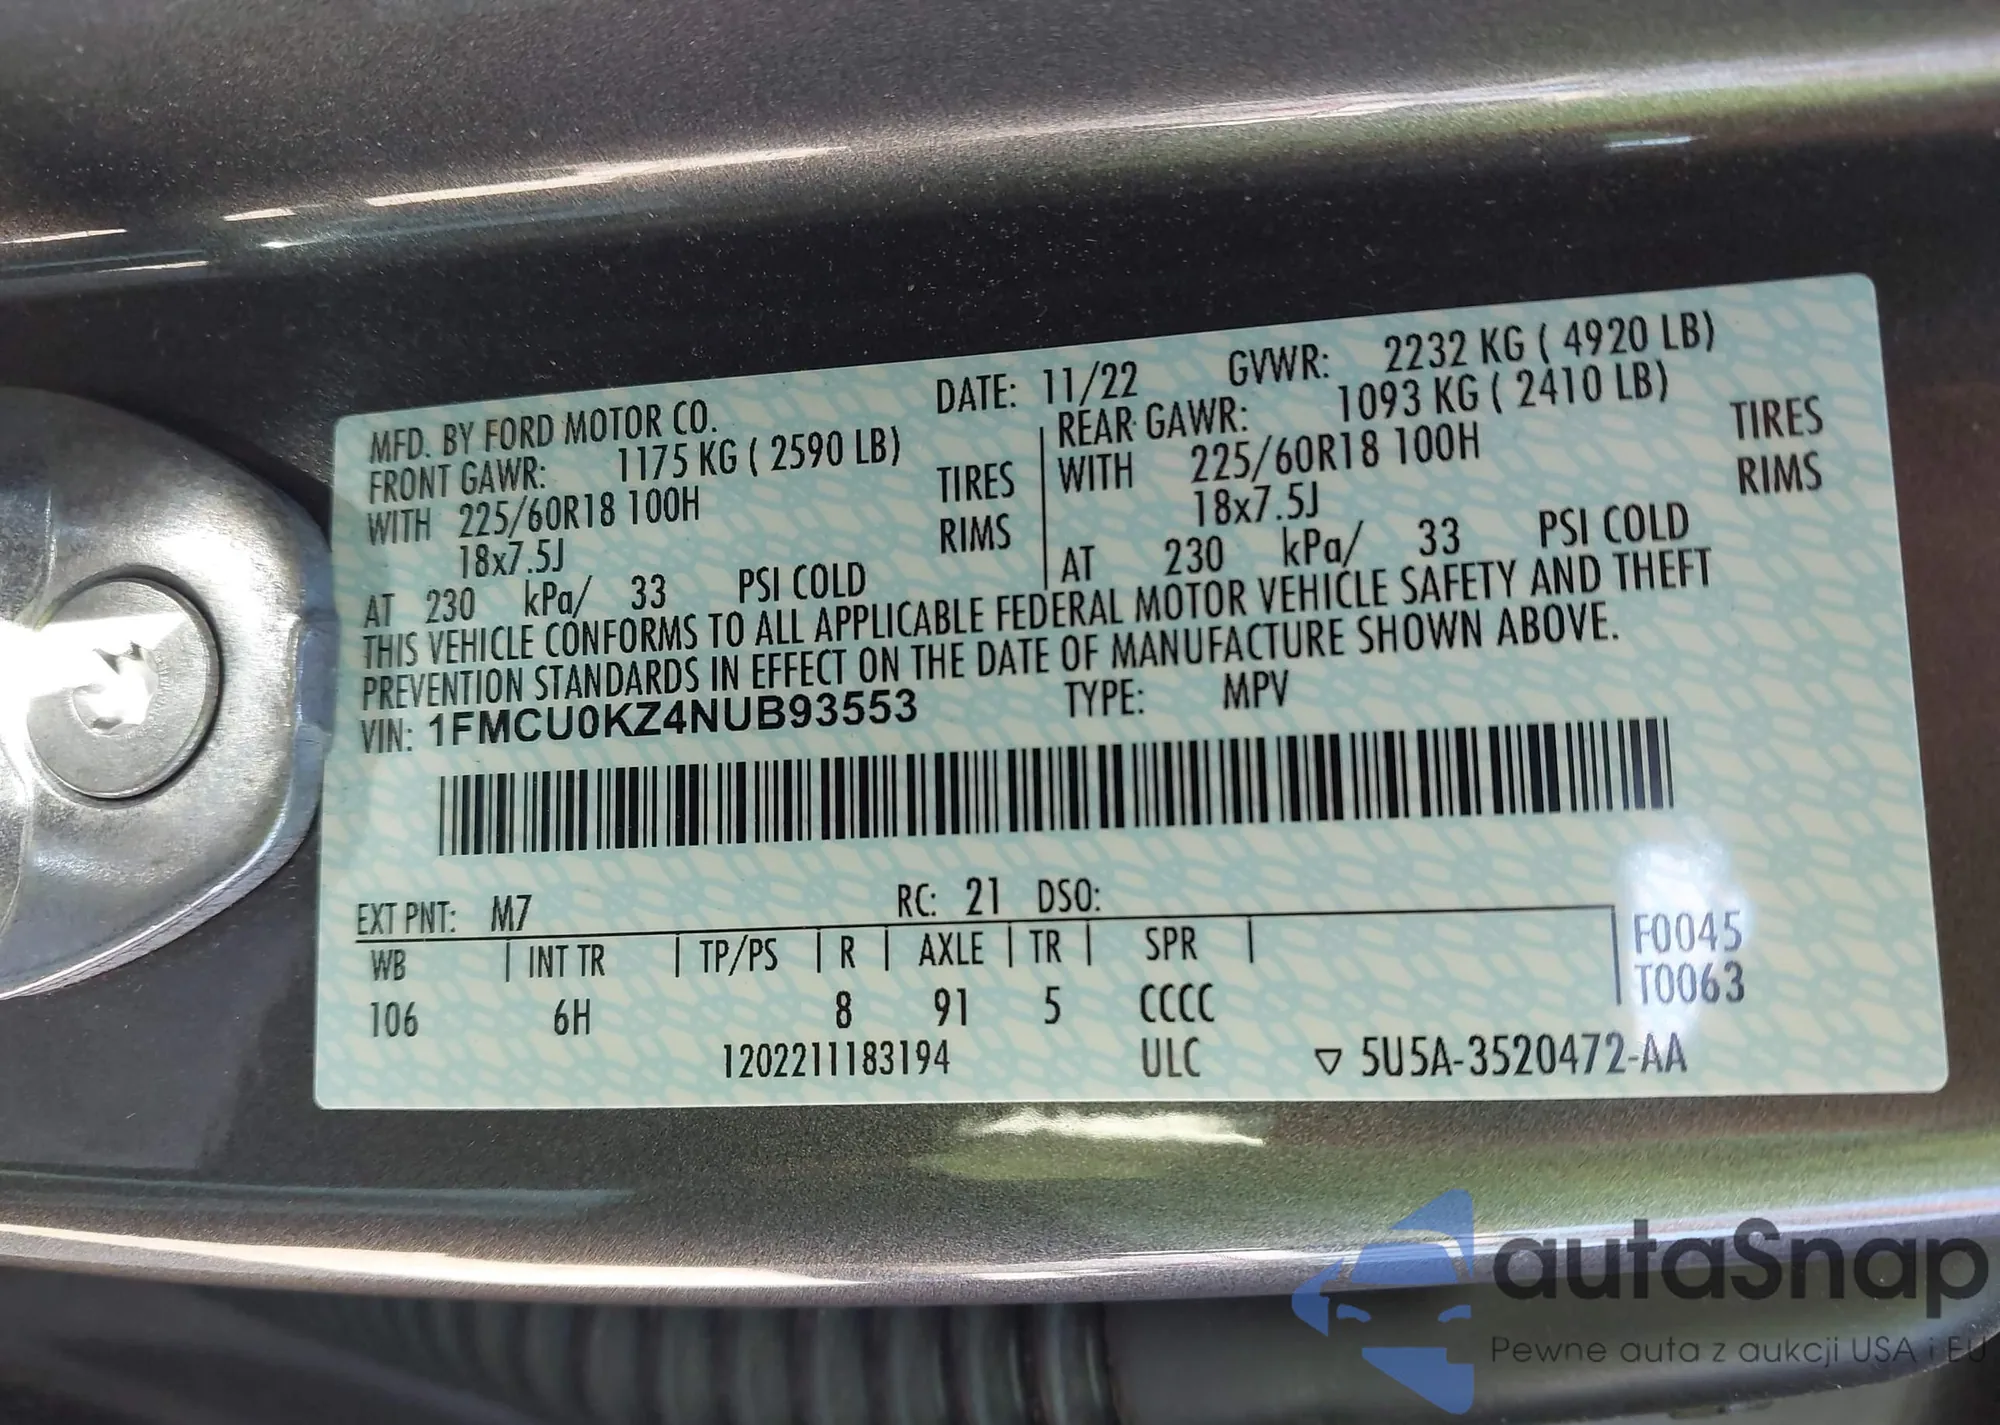 MFD. BY FORD MOTOR CO. DATE: 11/22 GVWR: 2232 KG ( 4920 LB)
FRONT GAWR: 1175 KG ( 2590 LB) REAR GAWR: 1093 KG ( 2410 LB)
WITH 225/60R18 100H TIRES WITH 225/60R18 100H TIRES
18x7.5J RIMS 18x7.5J RIMS
AT 230 kPa/ 33 PSI COLD AT 230 kPa/ 33 PSI COLD
THIS VEHICLE CONFORMS TO ALL APPLICABLE FEDERAL MOTOR VEHICLE SAFETY AND THEFT
PREVENTION STANDARDS IN EFFECT ON THE DATE OF MANUFACTURE SHOWN ABOVE.
VIN: 1FMCU0KZ4NUB93553 TYPE: MPV
EXT PNT: M7 RC: 21 DSO:
WB | INT TR | TP/PS | R | AXLE | TR | SPR | F0045
T0063
106 6H 8 91 5 CCCC
1202211183194 ULC ▽ 5U5A-3520472-AA
autaSnap
Pewne auta z aukcji USA i EU